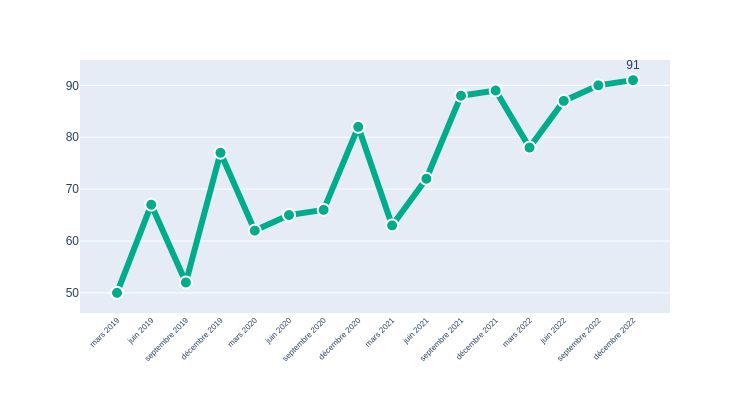 91
90
80
70
60
50
mars 2019
juin 2019
septembre 2019
décembre 2019
mars 2020
juin 2020
septembre 2020
décembre 2020
mars 2021
juin 2021
septembre 2021
décembre 2021
mars 2022
juin 2022
septembre 2022
décembre 2022